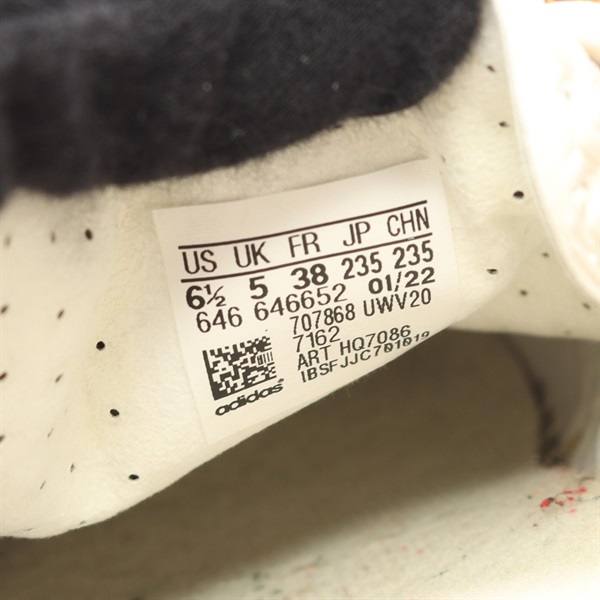 US UK FR JP CHN
6½ 5 38 235 235
646 646652 01/22
707868 UWV20
7162
ART HQ7086
IBSFJJC701019
adidas